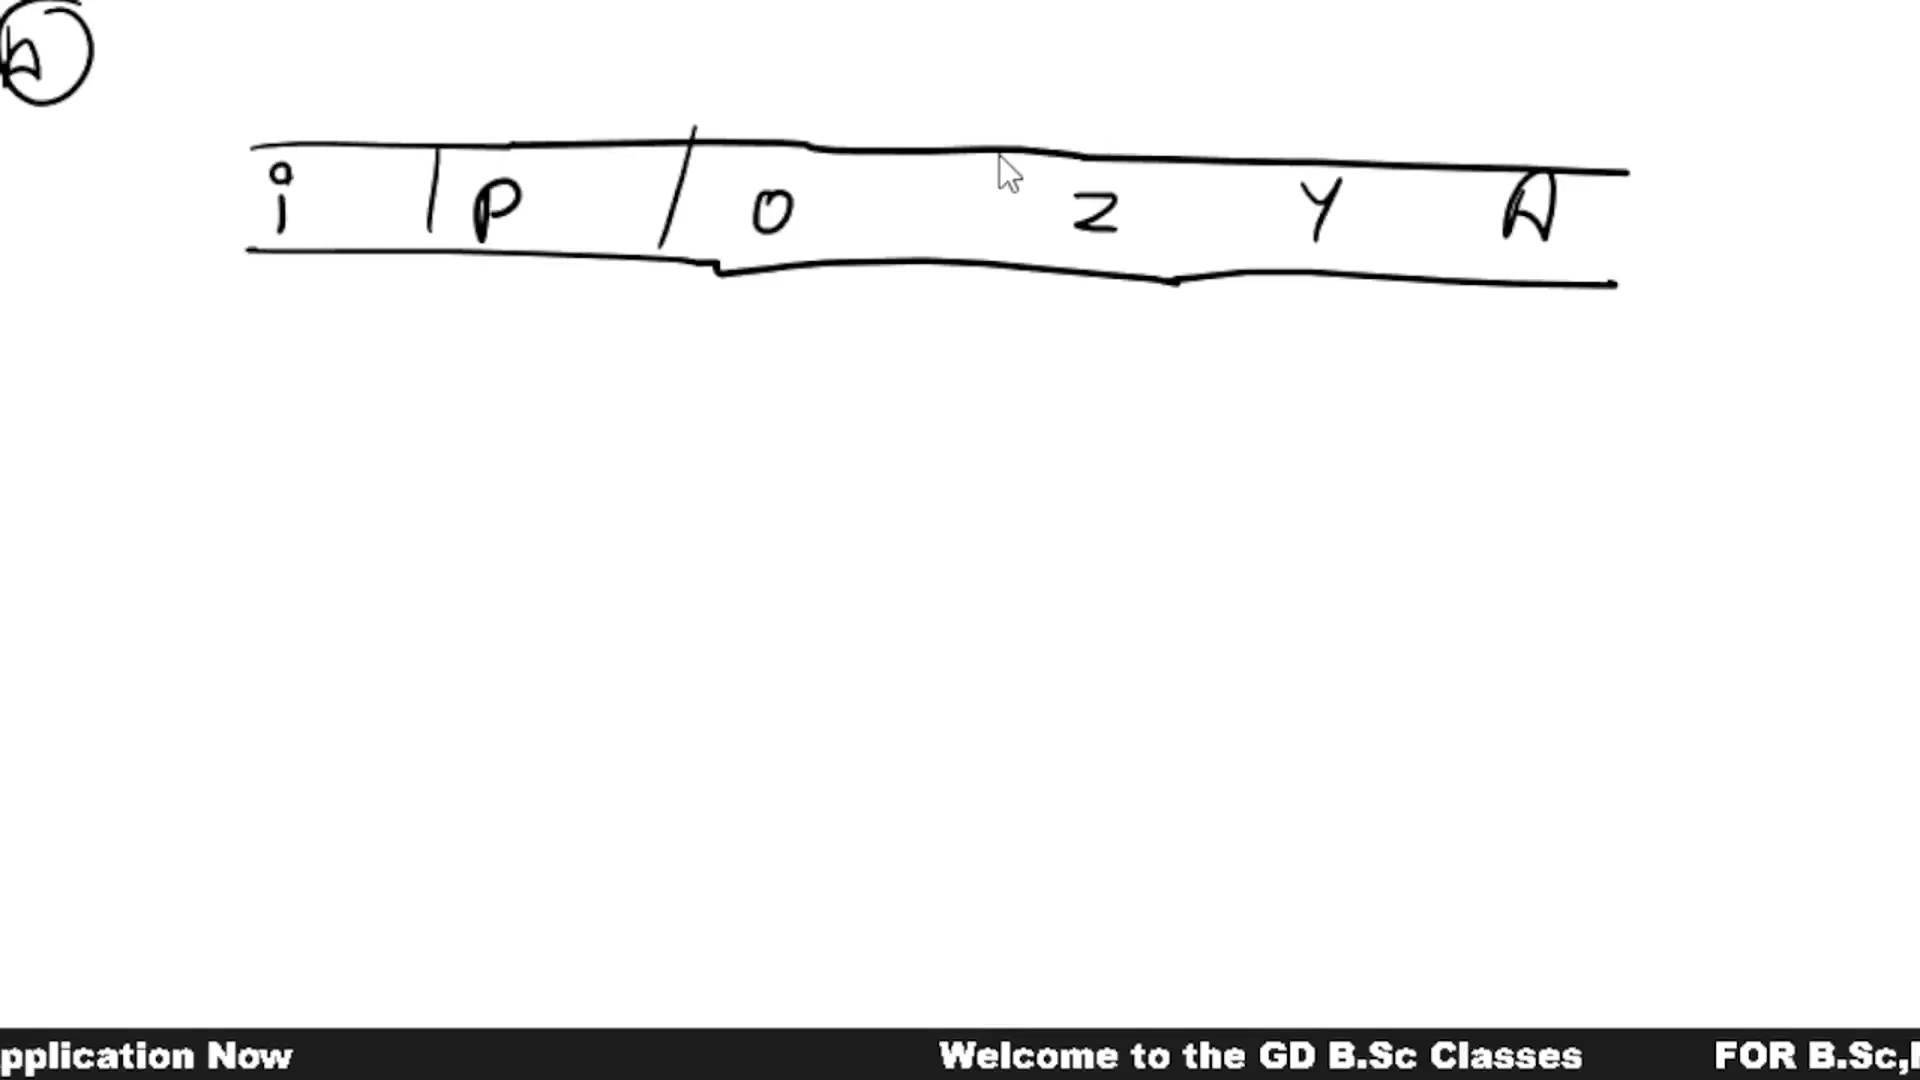 A
i P O Z Y A
pplication Now Welcome to the GD B.Sc Classes FOR B.Sc,